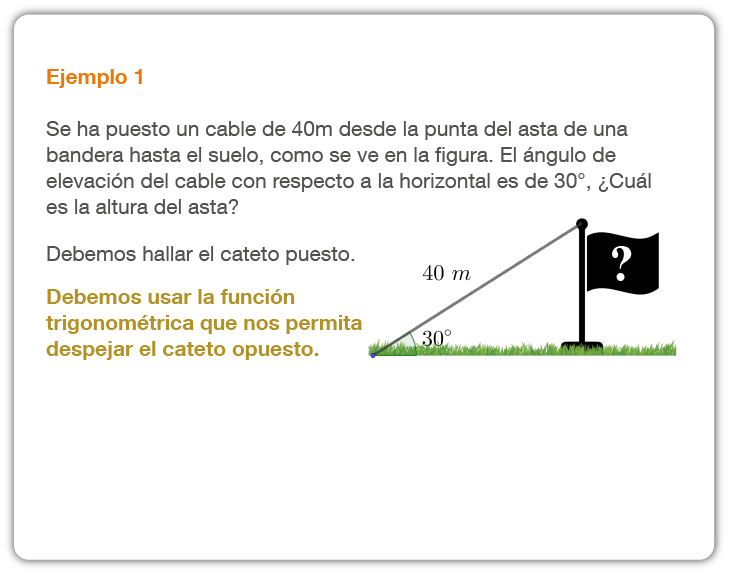 Ejemplo 1
Se ha puesto un cable de 40m desde la punta del asta de una
bandera hasta el suelo, como se ve en la figura. El ángulo de
elevación del cable con respecto a la horizontal es de 30°, ¿Cuál
es la altura del asta?
Debemos hallar el cateto puesto.
Debemos usar la función
trigonométrica que nos permita
despejar el cateto opuesto.
40 m
?
30°